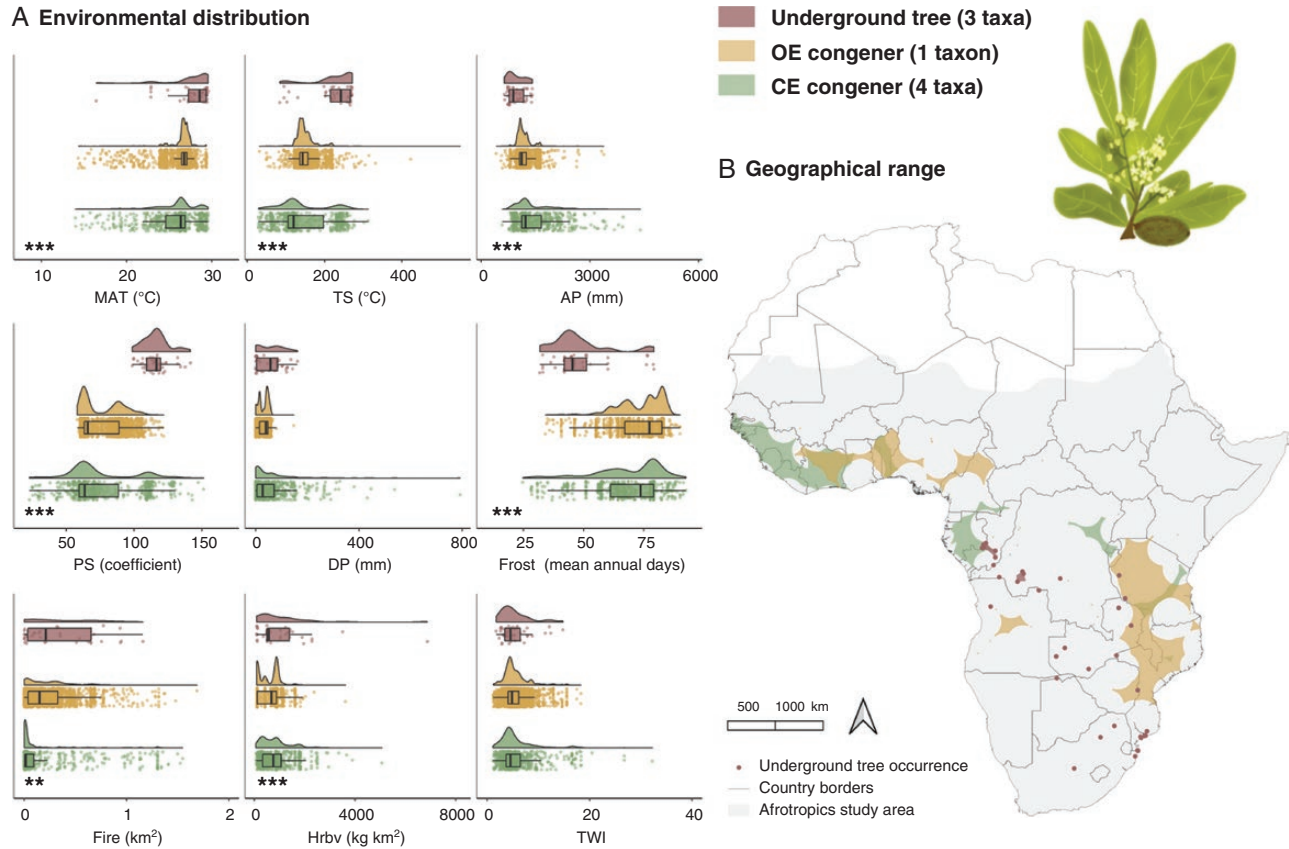 A Environmental distribution
Underground tree (3 taxa)
OE congener (1 taxon)
CE congener (4 taxa)
*** *** ***
10 20 30 0 200 400 0 3000 6000
MAT (°C) TS (°C) AP (mm)
B Geographical range
*** ***
50 100 150 0 400 800 25 50 75
PS (coefficient) DP (mm) Frost (mean annual days)
** ***
0 1 2 0 4000 8000 0 20 40
Fire (km²) Hrbv (kg km²) TWI
500 1000 km
Underground tree occurrence
Country borders
Afrotropics study area